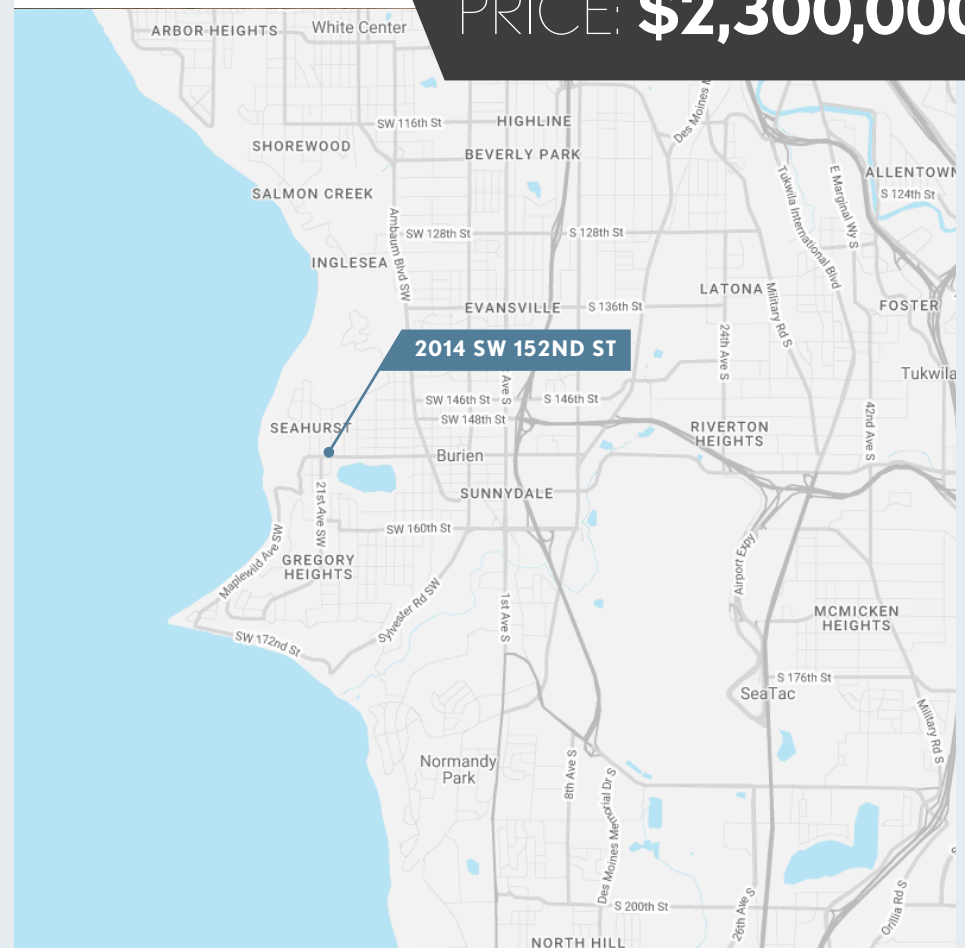 PRICE: $2,300,000
ARBOR HEIGHTS
White Center
Des Moines M
SW 116th St
HIGHLINE
SHOREWOOD
BEVERLY PARK
ALLENTOWN
S 124th St
SALMON CREEK
Tukwila International Blvd
E Marginal Wy S
Ambaum Blvd SW
SW 128th St
S 128th St
INGLESEA
LATONA
Military Rd S
EVANSVILLE
S 136th St
FOSTER
2014 SW 152ND ST
24th Ave S
Tukwila
Ave S
SW 146th St
S 146th St
SW 148th St
42nd Ave S
SEAHURST
RIVERTON
HEIGHTS
Burien
21st Ave SW
SUNNYDALE
SW 160th St
Maplewild Ave SW
GREGORY
HEIGHTS
Airport Expy
Sylvester Rd SW
1st Ave S
MCMICKEN
HEIGHTS
SW 172nd St
S 176th St
SeaTac
Military Rd S
Normandy
Park
8th Ave S
Des Moines Memorial Dr S
S 200th St
26th Ave S
Orillia Rd S
NORTH HILL